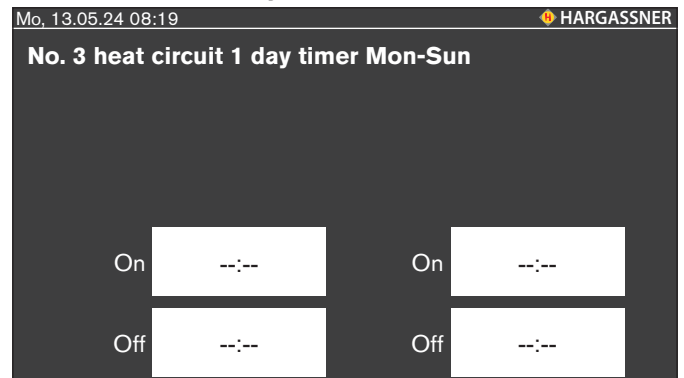 Mo, 13.05.24 08:19 HARGASSNER
No. 3 heat circuit 1 day timer Mon-Sun
On --:-- On --:--
Off --:-- Off --:--